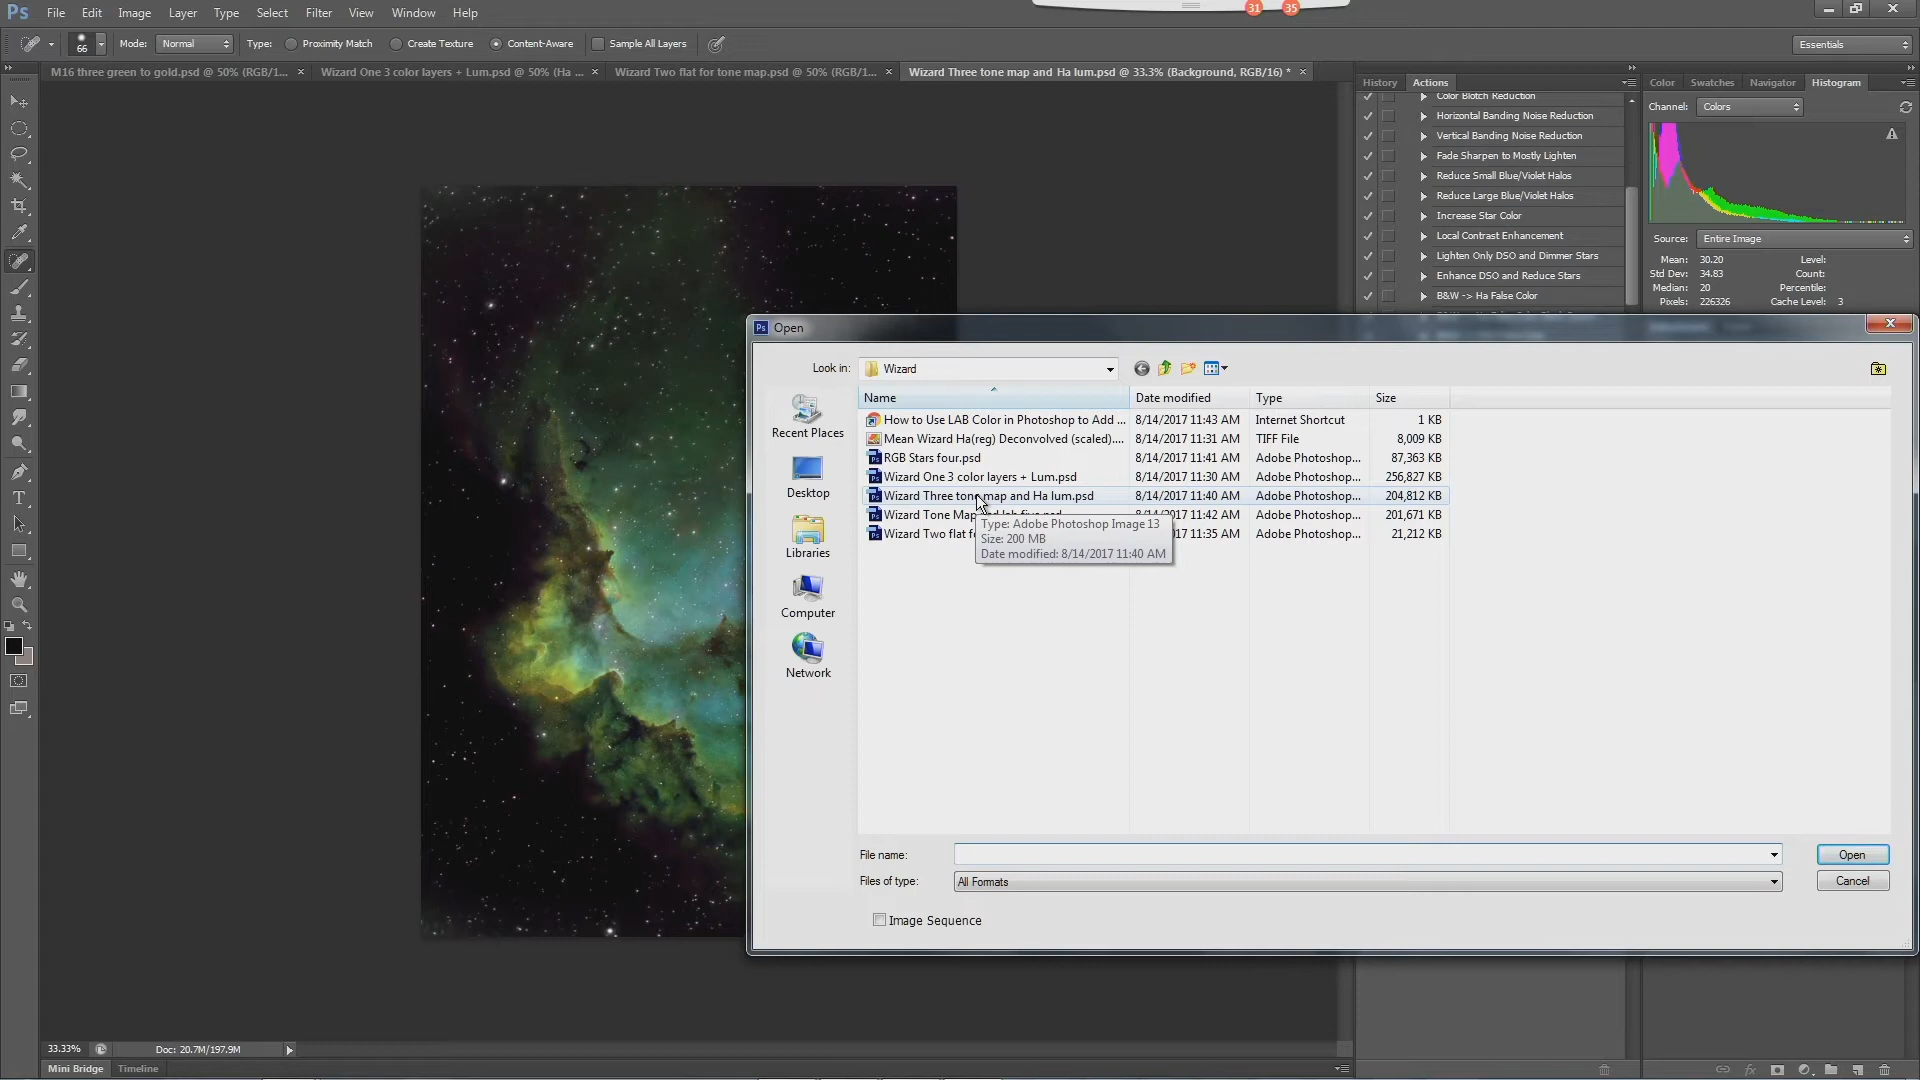 Ps File Edit Image Layer Type Select Filter View Window Help
31 35
66 Mode: Normal Type: Proximity Match Create Texture Content-Aware Sample All Layers Essentials
M16 three green to gold.psd @ 50% (RGB/1... × Wizard One 3 color layers + Lum.psd @ 50% (Ha ... × Wizard Two flat for tone map.psd @ 50% (RGB/1... × Wizard Three tone map and Ha lum.psd @ 33.3% (Background, RGB/16) * ×
History Actions
Color Blotch Reduction
Horizontal Banding Noise Reduction
Vertical Banding Noise Reduction
Fade Sharpen to Mostly Lighten
Reduce Small Blue/Violet Halos
Reduce Large Blue/Violet Halos
Increase Star Color
Local Contrast Enhancement
Lighten Only DSO and Dimmer Stars
Enhance DSO and Reduce Stars
B&W -> Ha False Color
Color Swatches Navigator Histogram
Channel: Colors
Source: Entire Image
Mean: 30.20 Level:
Std Dev: 34.83 Count:
Median: 20 Percentile:
Pixels: 226326 Cache Level: 3
Ps Open
Look in: Wizard
Recent Places
Desktop
Libraries
Computer
Network
Name Date modified Type Size
How to Use LAB Color in Photoshop to Add ... 8/14/2017 11:43 AM Internet Shortcut 1 KB
Mean Wizard Ha(reg) Deconvolved (scaled).... 8/14/2017 11:31 AM TIFF File 8,009 KB
RGB Stars four.psd 8/14/2017 11:41 AM Adobe Photoshop... 87,363 KB
Wizard One 3 color layers + Lum.psd 8/14/2017 11:30 AM Adobe Photoshop... 256,827 KB
Wizard Three tone map and Ha lum.psd 8/14/2017 11:40 AM Adobe Photoshop... 204,812 KB
Wizard Tone Map 8/14/2017 11:42 AM Adobe Photoshop... 201,671 KB
Wizard Two flat 8/14/2017 11:35 AM Adobe Photoshop... 21,212 KB
Type: Adobe Photoshop Image 13
Size: 200 MB
Date modified: 8/14/2017 11:40 AM
File name: Open
Files of type: All Formats Cancel
Image Sequence
33.33% Doc: 20.7M/197.9M
Mini Bridge Timeline